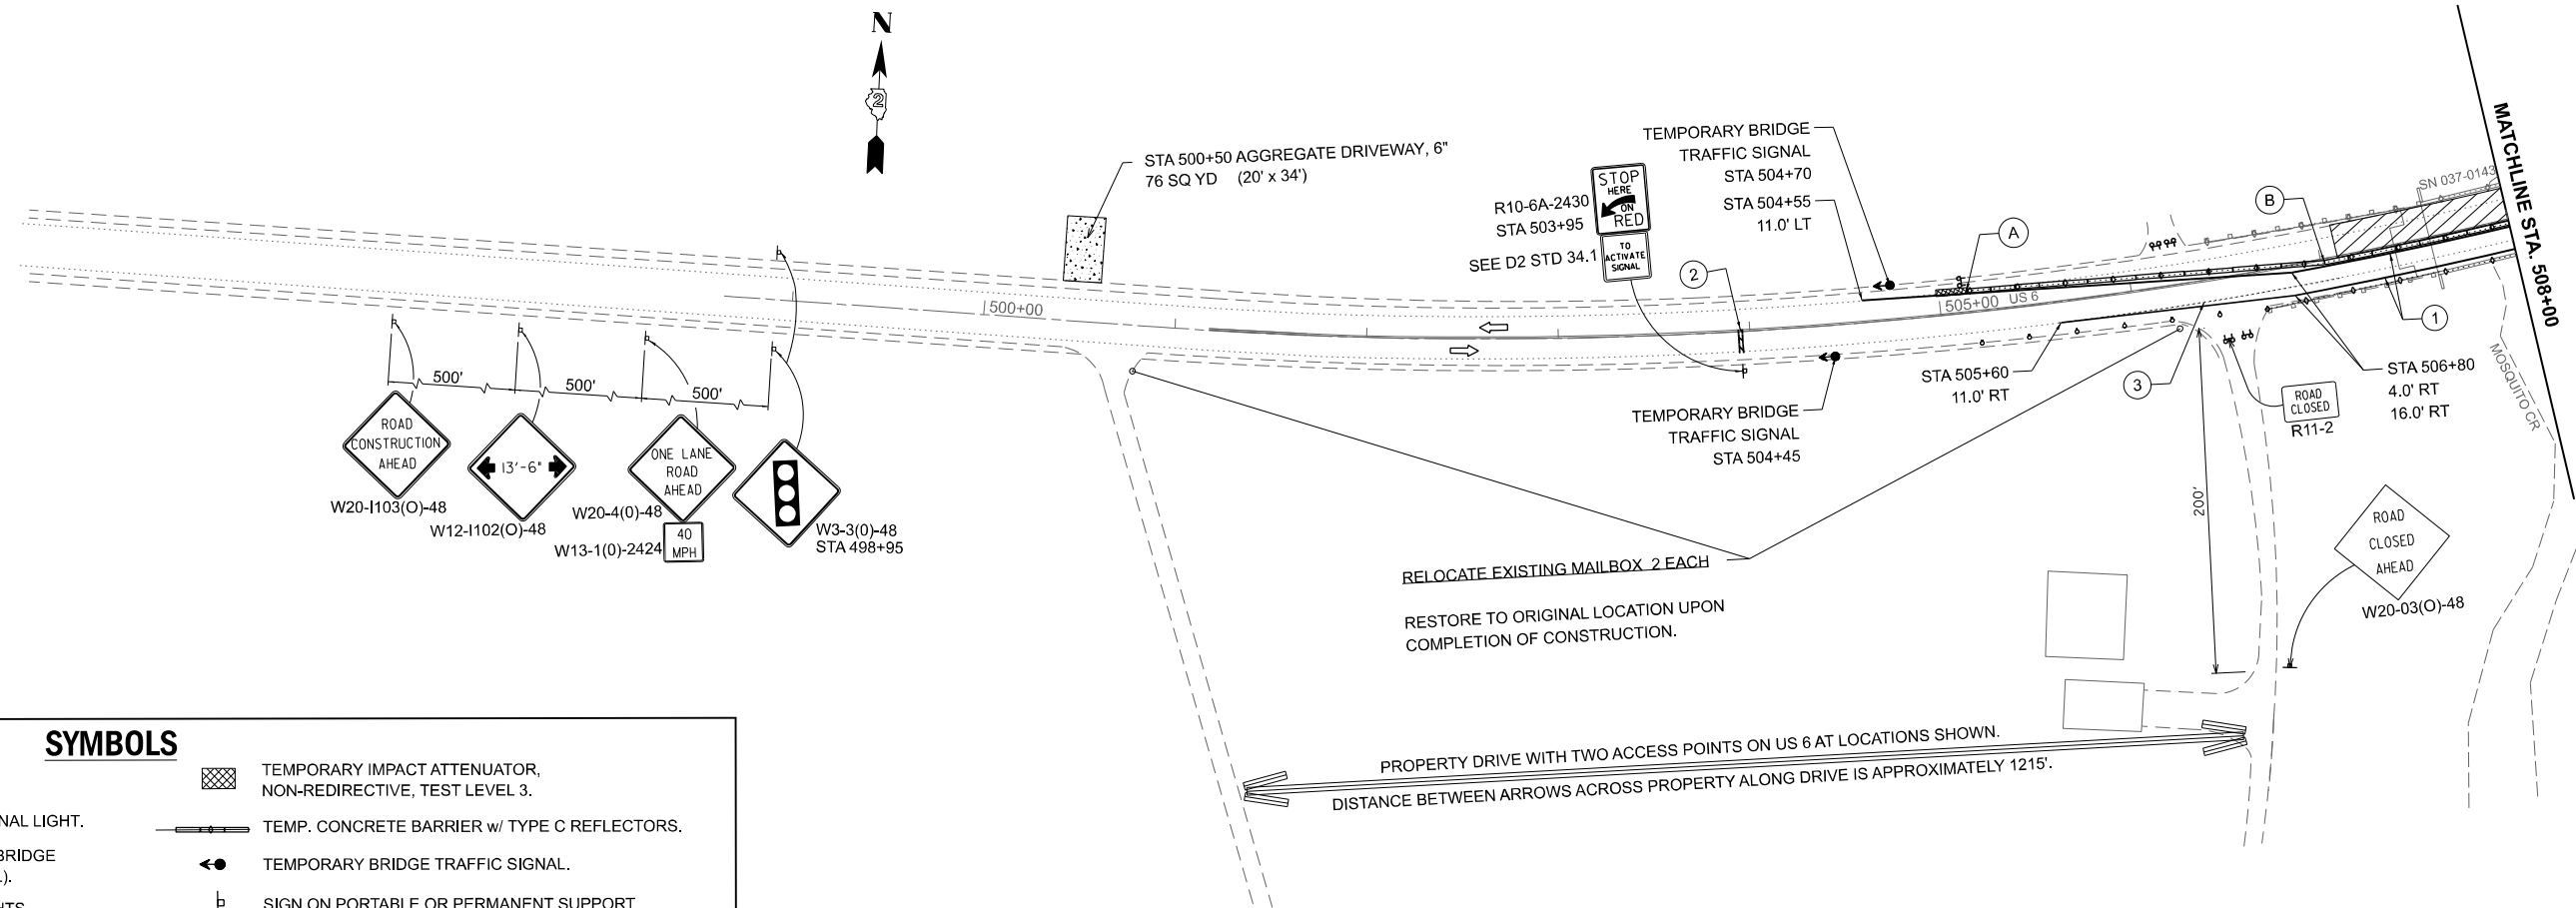 N
2
STA 500+50 AGGREGATE DRIVEWAY, 6"
76 SQ YD (20' x 34')
TEMPORARY BRIDGE
TRAFFIC SIGNAL
STA 504+70
STA 504+55
11.0' LT
R10-6A-2430
STA 503+95
SEE D2 STD 34.1
STOP
HERE
ON
RED
TO
ACTIVATE
SIGNAL
2
A
B
SN 037-0143
MATCHLINE STA. 508+00
500+00
505+00 US 6
1
STA 506+80
4.0' RT
16.0' RT
MOSQUITO CR
STA 505+60
11.0' RT
3
ROAD
CLOSED
R11-2
TEMPORARY BRIDGE
TRAFFIC SIGNAL
STA 504+45
500'
500'
500'
ROAD
CONSTRUCTION
AHEAD
W20-I103(O)-48
13'-6"
W12-I102(O)-48
ONE LANE
ROAD
AHEAD
W20-4(0)-48
40
MPH
W13-1(0)-2424
W3-3(0)-48
STA 498+95
200'
ROAD
CLOSED
AHEAD
W20-03(O)-48
RELOCATE EXISTING MAILBOX 2 EACH
RESTORE TO ORIGINAL LOCATION UPON
COMPLETION OF CONSTRUCTION.
PROPERTY DRIVE WITH TWO ACCESS POINTS ON US 6 AT LOCATIONS SHOWN.
DISTANCE BETWEEN ARROWS ACROSS PROPERTY ALONG DRIVE IS APPROXIMATELY 1215'.
SYMBOLS
TEMPORARY IMPACT ATTENUATOR,
NON-REDIRECTIVE, TEST LEVEL 3.
NAL LIGHT.
TEMP. CONCRETE BARRIER w/ TYPE C REFLECTORS.
BRIDGE
.).
TEMPORARY BRIDGE TRAFFIC SIGNAL.
SIGN ON PORTABLE OR PERMANENT SUPPORT